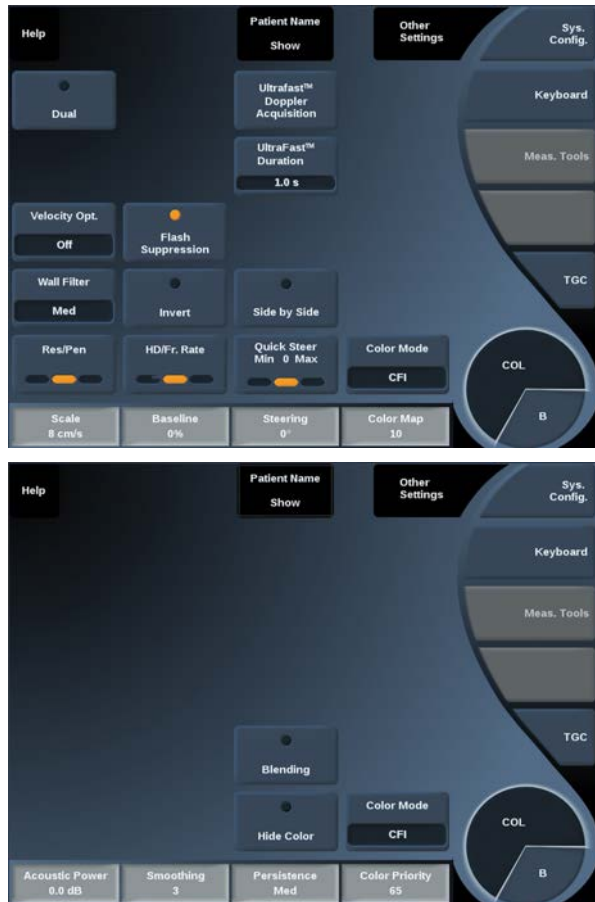 Help
Patient Name
Show
Other
Settings
Sys.
Config.
Dual
Ultrafast™
Doppler
Acquisition
Keyboard
UltraFast™
Duration
1.0 s
Meas. Tools
Velocity Opt.
Off
Flash
Suppression
TGC
Wall Filter
Med
Invert
Side by Side
Res/Pen
HD/Fr. Rate
Quick Steer
Min 0 Max
Color Mode
CFI
COL
B
Scale
8 cm/s
Baseline
0%
Steering
0°
Color Map
10
Help
Patient Name
Show
Other
Settings
Sys.
Config.
Keyboard
Meas. Tools
TGC
Blending
Hide Color
Color Mode
CFI
COL
B
Acoustic Power
0.0 dB
Smoothing
3
Persistence
Med
Color Priority
65